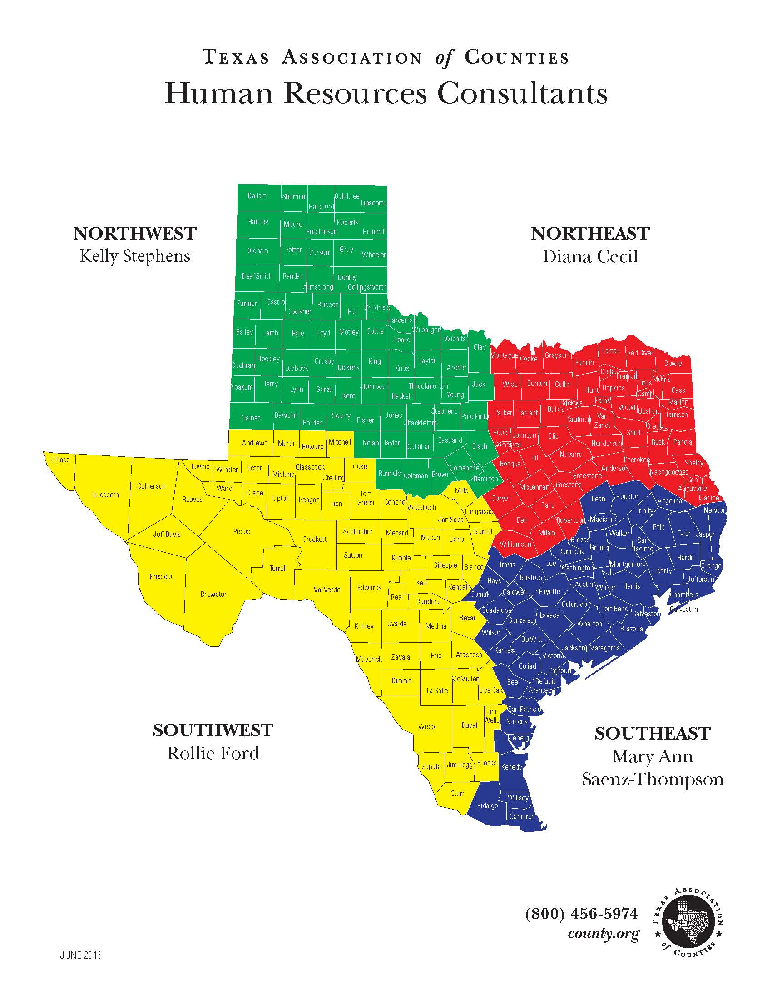 TEXAS ASSOCIATION of COUNTIES
Human Resources Consultants
NORTHWEST
Kelly Stephens
NORTHEAST
Diana Cecil
Dallam
Sherman
Hansford
Ochiltree
Lipscomb
Hartley
Moore
Hutchinson
Roberts
Hemphill
Oldham
Potter
Carson
Gray
Wheeler
Deaf Smith
Randall
Armstrong
Donley
Collingsworth
Parmer
Castro
Swisher
Briscoe
Hall
Childress
Hardeman
Bailey
Lamb
Hale
Floyd
Motley
Cottle
Foard
Wilbarger
Wichita
Clay
Cochran
Hockley
Lubbock
Crosby
Dickens
King
Knox
Baylor
Archer
Yoakum
Terry
Lynn
Garza
Kent
Stonewall
Haskell
Throckmorton
Young
Jack
Gaines
Dawson
Borden
Scurry
Fisher
Jones
Shackleford
Stephens
Palo Pinto
Nolan
Taylor
Callahan
Eastland
Erath
Runnels
Coleman
Brown
Comanche
Hamilton
Montague
Cooke
Grayson
Fannin
Lamar
Red River
Bowie
Wise
Denton
Collin
Hunt
Delta
Hopkins
Franklin
Titus
Morris
Camp
Cass
Marion
Parker
Tarrant
Dallas
Rockwall
Kaufman
Rains
Van
Zandt
Wood
Upshur
Harrison
Gregg
Hood
Johnson
Ellis
Somervell
Henderson
Smith
Rusk
Panola
Bosque
Hill
Navarro
Freestone
Anderson
Cherokee
Nacogdoches
Shelby
San
Augustine
Sabine
Coryell
McLennan
Limestone
Falls
Bell
Robertson
Milam
Williamson
Andrews
Martin
Howard
Mitchell
El Paso
Hudspeth
Culberson
Loving
Winkler
Ector
Midland
Glasscock
Sterling
Coke
Reeves
Ward
Crane
Upton
Reagan
Irion
Tom
Green
Concho
McCulloch
Mills
San Saba
Lampasas
Burnet
Jeff Davis
Pecos
Crockett
Schleicher
Menard
Mason
Llano
Sutton
Kimble
Gillespie
Blanco
Presidio
Brewster
Terrell
Val Verde
Edwards
Real
Kerr
Bandera
Kendall
Kinney
Uvalde
Medina
Bexar
Maverick
Zavala
Frio
Atascosa
Dimmit
La Salle
McMullen
Live Oak
Webb
Duval
Jim
Wells
Zapata
Jim Hogg
Brooks
Starr
Leon
Houston
Angelina
Trinity
Newton
Madison
Polk
Tyler
Jasper
Walker
San
Jacinto
Brazos
Grimes
Burleson
Hardin
Travis
Lee
Washington
Montgomery
Liberty
Orange
Hays
Bastrop
Jefferson
Comal
Caldwell
Fayette
Austin
Waller
Harris
Chambers
Guadalupe
Gonzales
Lavaca
Colorado
Fort Bend
Galveston
Galveston
Wilson
De Witt
Wharton
Brazoria
Karnes
Victoria
Jackson
Matagorda
Goliad
Calhoun
Bee
Refugio
Aransas
San Patricio
Nueces
Kleberg
Kenedy
Willacy
Hidalgo
Cameron
SOUTHWEST
Rollie Ford
SOUTHEAST
Mary Ann
Saenz-Thompson
(800) 456-5974
county.org
TEXAS ASSOCIATION
of COUNTIES
JUNE 2016